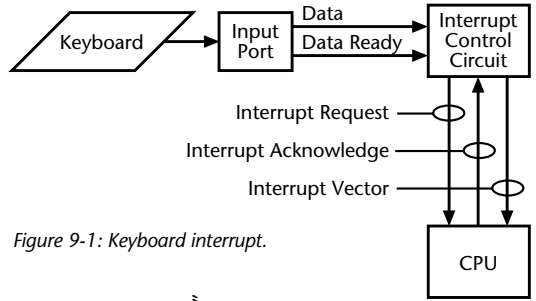 Keyboard
Input
Port
Data
Data Ready
Interrupt
Control
Circuit
Interrupt Request
Interrupt Acknowledge
Interrupt Vector
Figure 9-1: Keyboard interrupt.
CPU